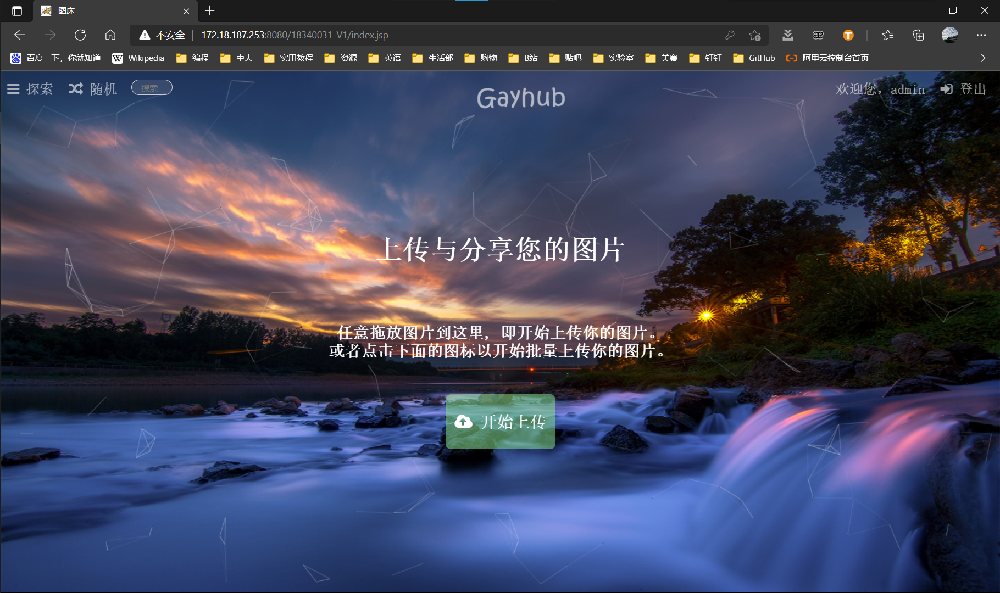 图床
不安全
172.18.187.253:8080/18340031_V1/index.jsp
百度一下，你就知道 Wikipedia 编程 中大 实用教程 资源 英语 生活部 购物 B站 贴吧 实验室 美赛 钉钉 GitHub 阿里云控制台首页
探索 随机 搜索.. Gayhub 欢迎您，admin 登出
上传与分享您的图片
任意拖放图片到这里，即开始上传你的图片。
或者点击下面的图标以开始批量上传你的图片。
开始上传